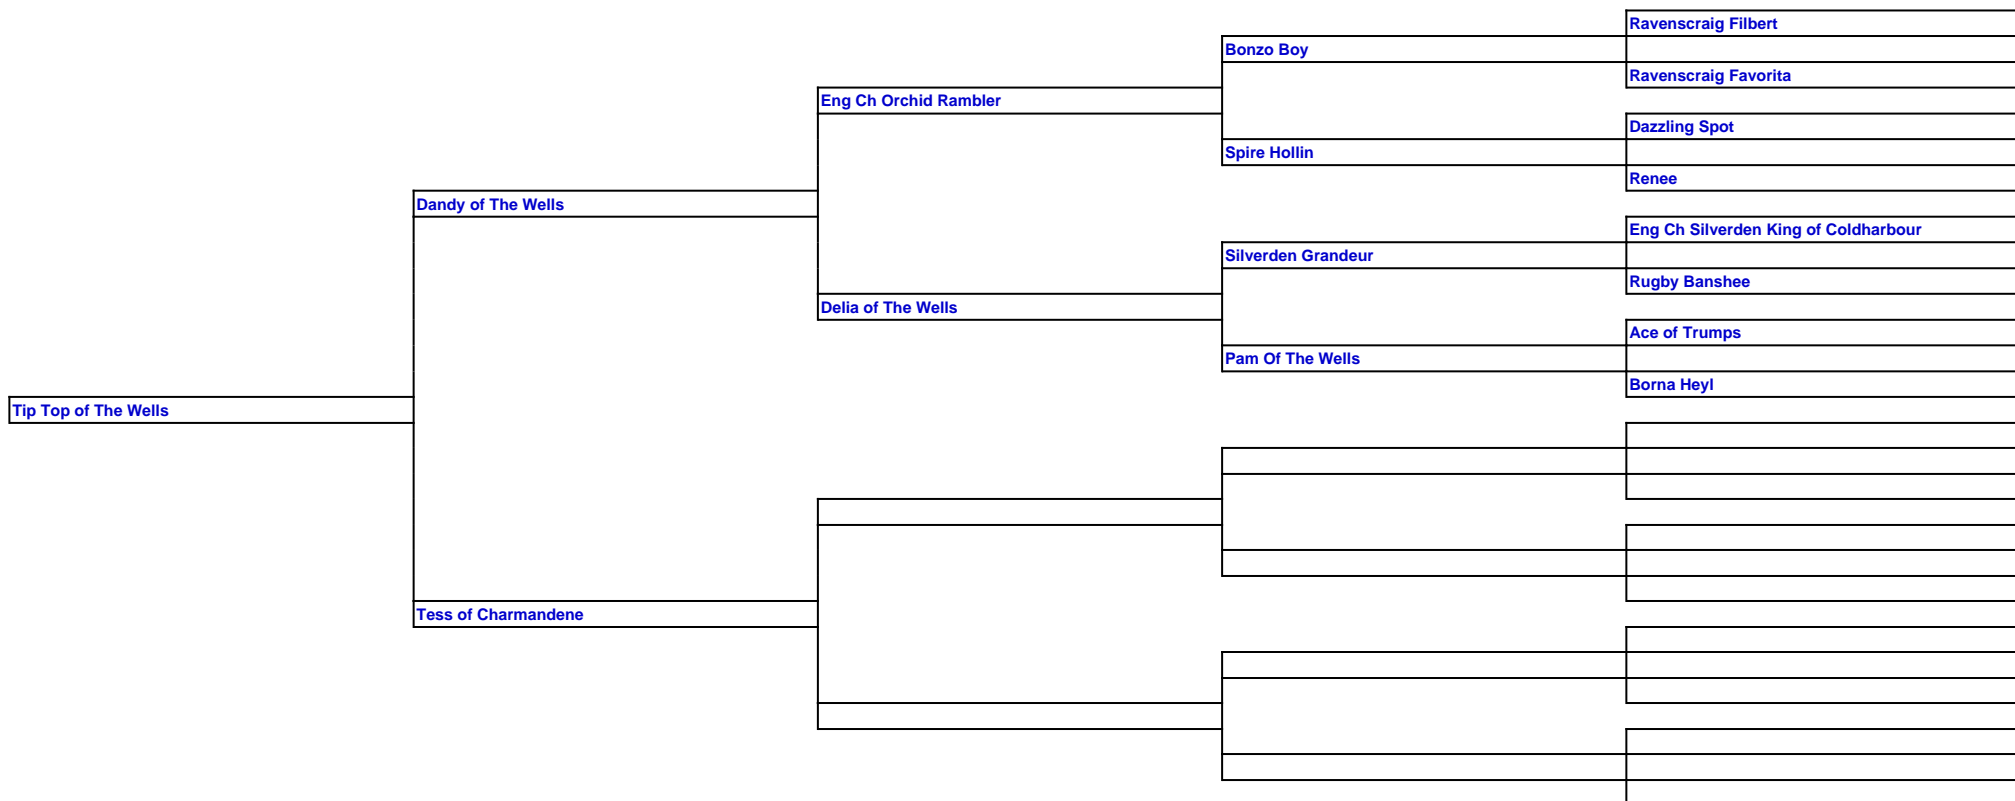 Ravenscraig Filbert
Bonzo Boy
Ravenscraig Favorita
Eng Ch Orchid Rambler
Dazzling Spot
Spire Hollin
Renee
Dandy of The Wells
Eng Ch Silverden King of Coldharbour
Silverden Grandeur
Rugby Banshee
Delia of The Wells
Ace of Trumps
Pam Of The Wells
Borna Heyl
Tip Top of The Wells
Tess of Charmandene